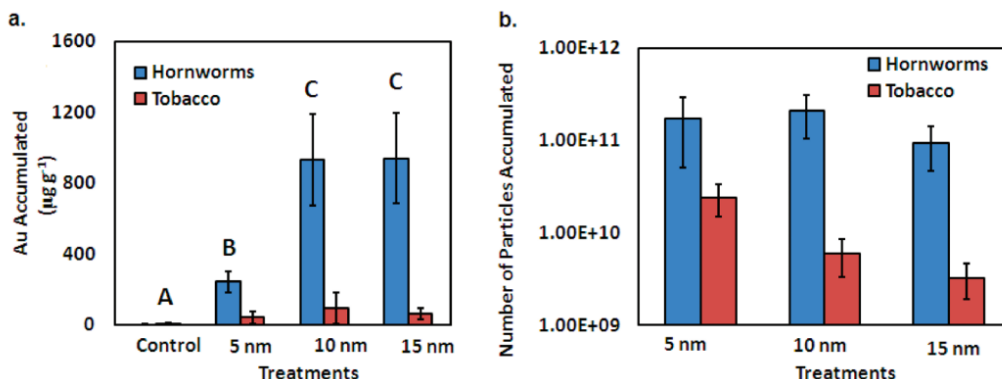 a.
1600
1200
800
400
0
Au Accumulated
(µg g⁻¹)
Hornworms
Tobacco
A
B
C
C
Control
5 nm
10 nm
15 nm
Treatments
b.
1.00E+12
1.00E+11
1.00E+10
1.00E+09
Number of Particles Accumulated
Hornworms
Tobacco
5 nm
10 nm
15 nm
Treatments